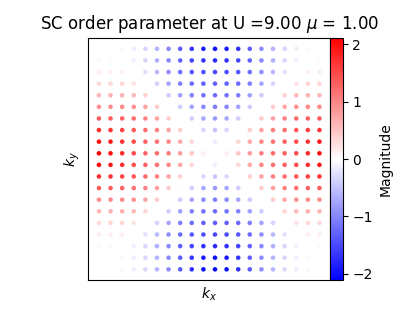 SC order parameter at U =9.00 μ = 1.00
k_y
k_x
2
1
0
−1
−2
Magnitude